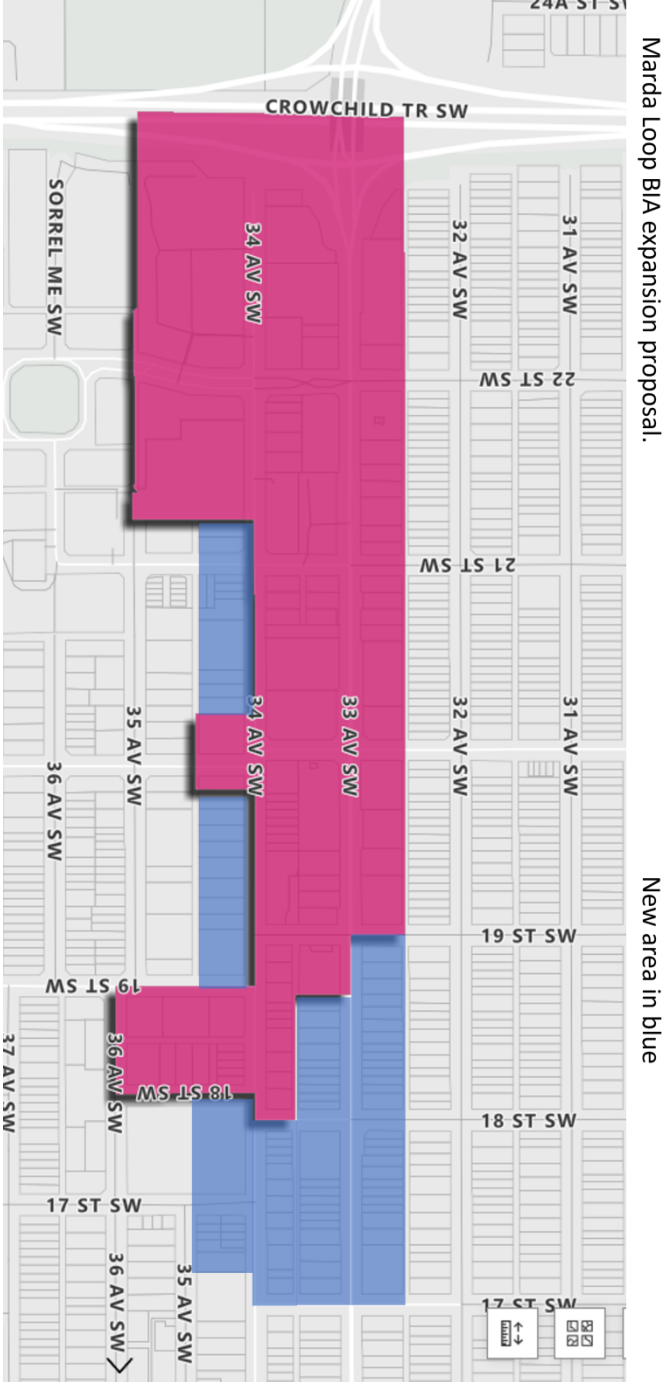 Marda Loop BIA expansion proposal.
New area in blue
24A ST SW
CROWCHILD TR SW
SORREL ME SW
34 AV SW
32 AV SW
31 AV SW
22 ST SW
21 ST SW
35 AV SW
34 AV SW
33 AV SW
32 AV SW
31 AV SW
36 AV SW
19 ST SW
19 ST SW
37 AV SW
36 AV SW
18 ST SW
18 ST SW
17 ST SW
36 AV SW
35 AV SW
17 ST SW